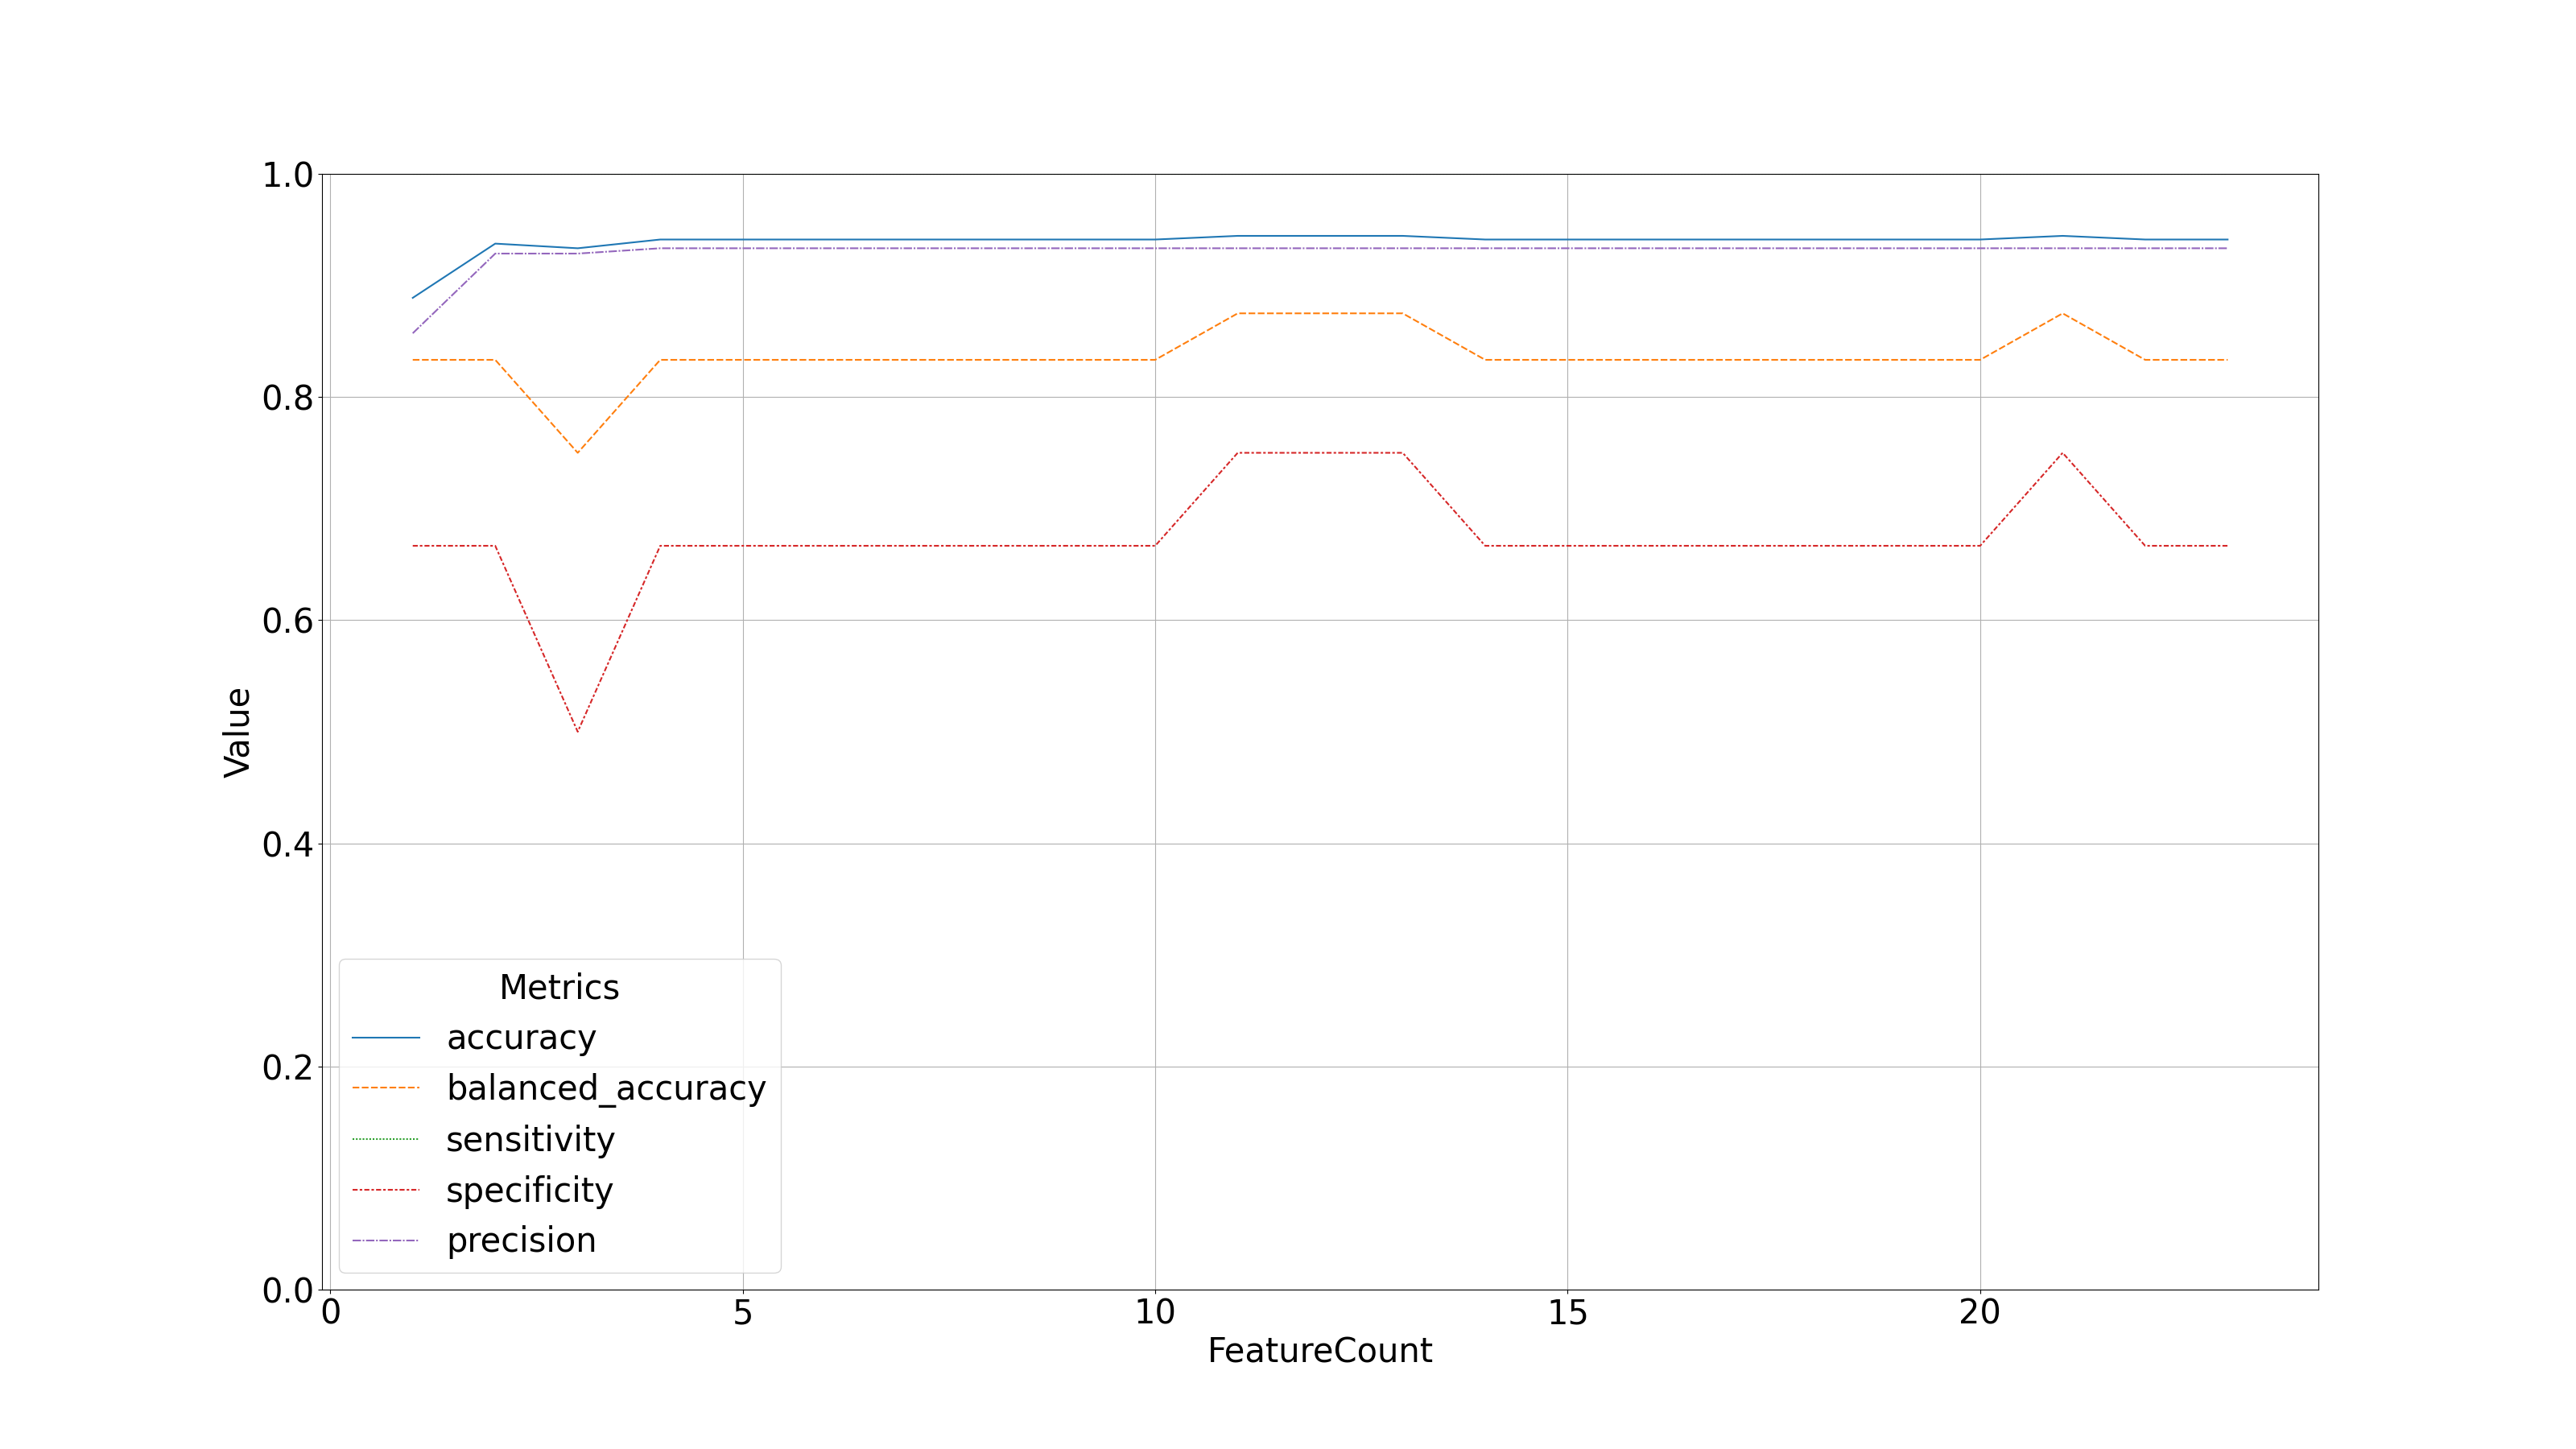 1.0
0.8
0.6
0.4
0.2
0.0
Value
Metrics
accuracy
balanced_accuracy
sensitivity
specificity
precision
0 5 10 15 20
FeatureCount